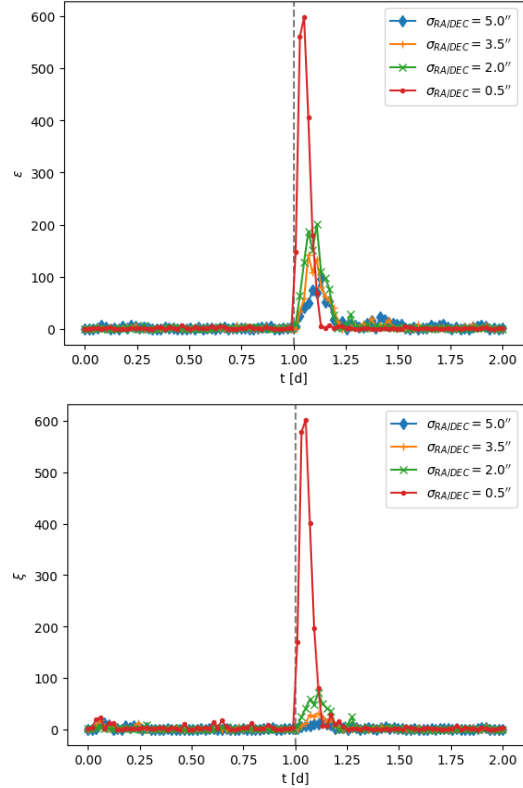 600
500
400
300
200
100
0
ε
σRA/DEC = 5.0′′
σRA/DEC = 3.5′′
σRA/DEC = 2.0′′
σRA/DEC = 0.5′′
0.00 0.25 0.50 0.75 1.00 1.25 1.50 1.75 2.00
t [d]
600
500
400
300
200
100
0
ξ
σRA/DEC = 5.0′′
σRA/DEC = 3.5′′
σRA/DEC = 2.0′′
σRA/DEC = 0.5′′
0.00 0.25 0.50 0.75 1.00 1.25 1.50 1.75 2.00
t [d]